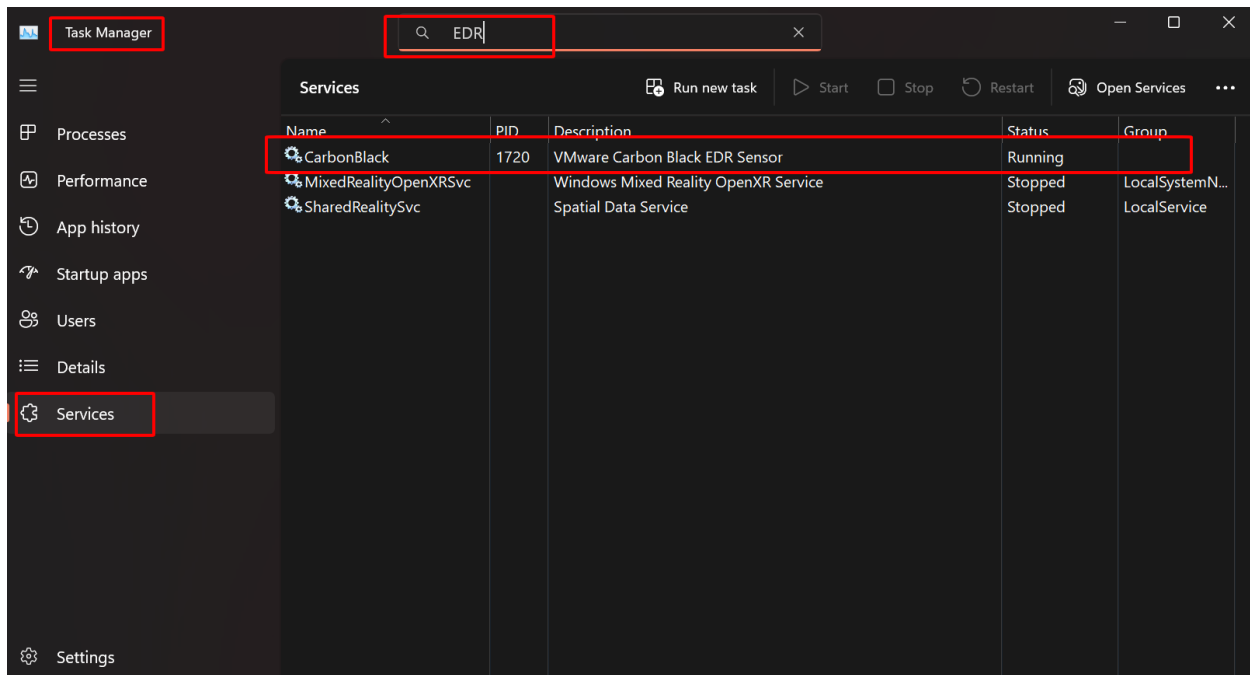 Task Manager
EDR
Services
Run new task
Start
Stop
Restart
Open Services
Processes
Performance
App history
Startup apps
Users
Details
Services
Settings
Name PID Description Status Group
CarbonBlack 1720 VMware Carbon Black EDR Sensor Running
MixedRealityOpenXRSvc Windows Mixed Reality OpenXR Service Stopped LocalSystemN...
SharedRealitySvc Spatial Data Service Stopped LocalService